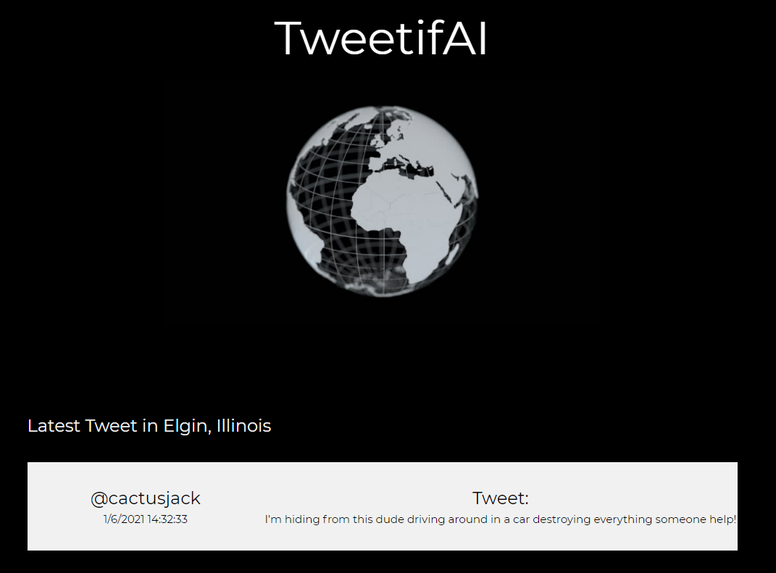 TweetifAI
Latest Tweet in Elgin, Illinois
@cactusjack
1/6/2021 14:32:33
Tweet:
I'm hiding from this dude driving around in a car destroying everything someone help!